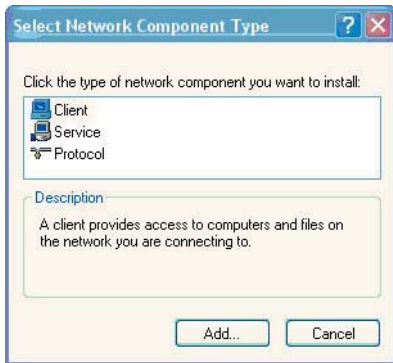 Select Network Component Type
Click the type of network component you want to install:
Client
Service
Protocol
Description
A client provides access to computers and files on
the network you are connecting to.
Add...
Cancel